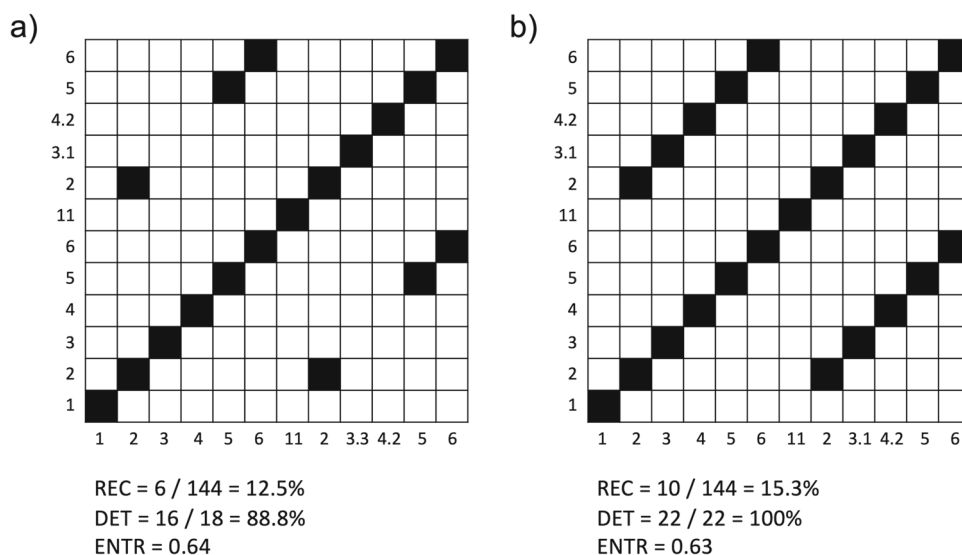 a)
6
5
4.2
3.1
2
11
6
5
4
3
2
1
1 2 3 4 5 6 11 2 3.3 4.2 5 6
REC = 6 / 144 = 12.5%
DET = 16 / 18 = 88.8%
ENTR = 0.64
b)
6
5
4.2
3.1
2
11
6
5
4
3
2
1
1 2 3 4 5 6 11 2 3.1 4.2 5 6
REC = 10 / 144 = 15.3%
DET = 22 / 22 = 100%
ENTR = 0.63